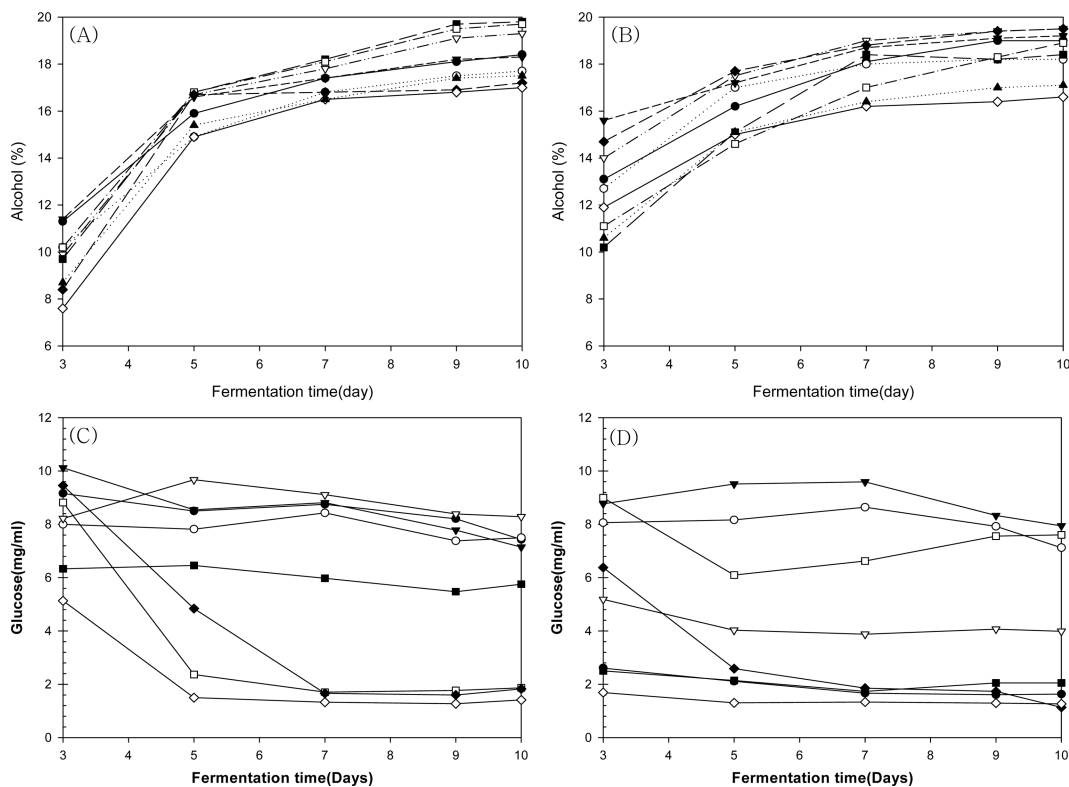 (A)
Alcohol (%)
20
18
16
14
12
10
8
6
3 4 5 6 7 8 9 10
Fermentation time(day)
(B)
Alcohol (%)
20
18
16
14
12
10
8
6
3 4 5 6 7 8 9 10
Fermentation time(day)
(C)
Glucose(mg/ml)
12
10
8
6
4
2
0
3 4 5 6 7 8 9 10
Fermentation time(Days)
(D)
Glucose(mg/ml)
12
10
8
6
4
2
0
3 4 5 6 7 8 9 10
Fermentation time(Days)